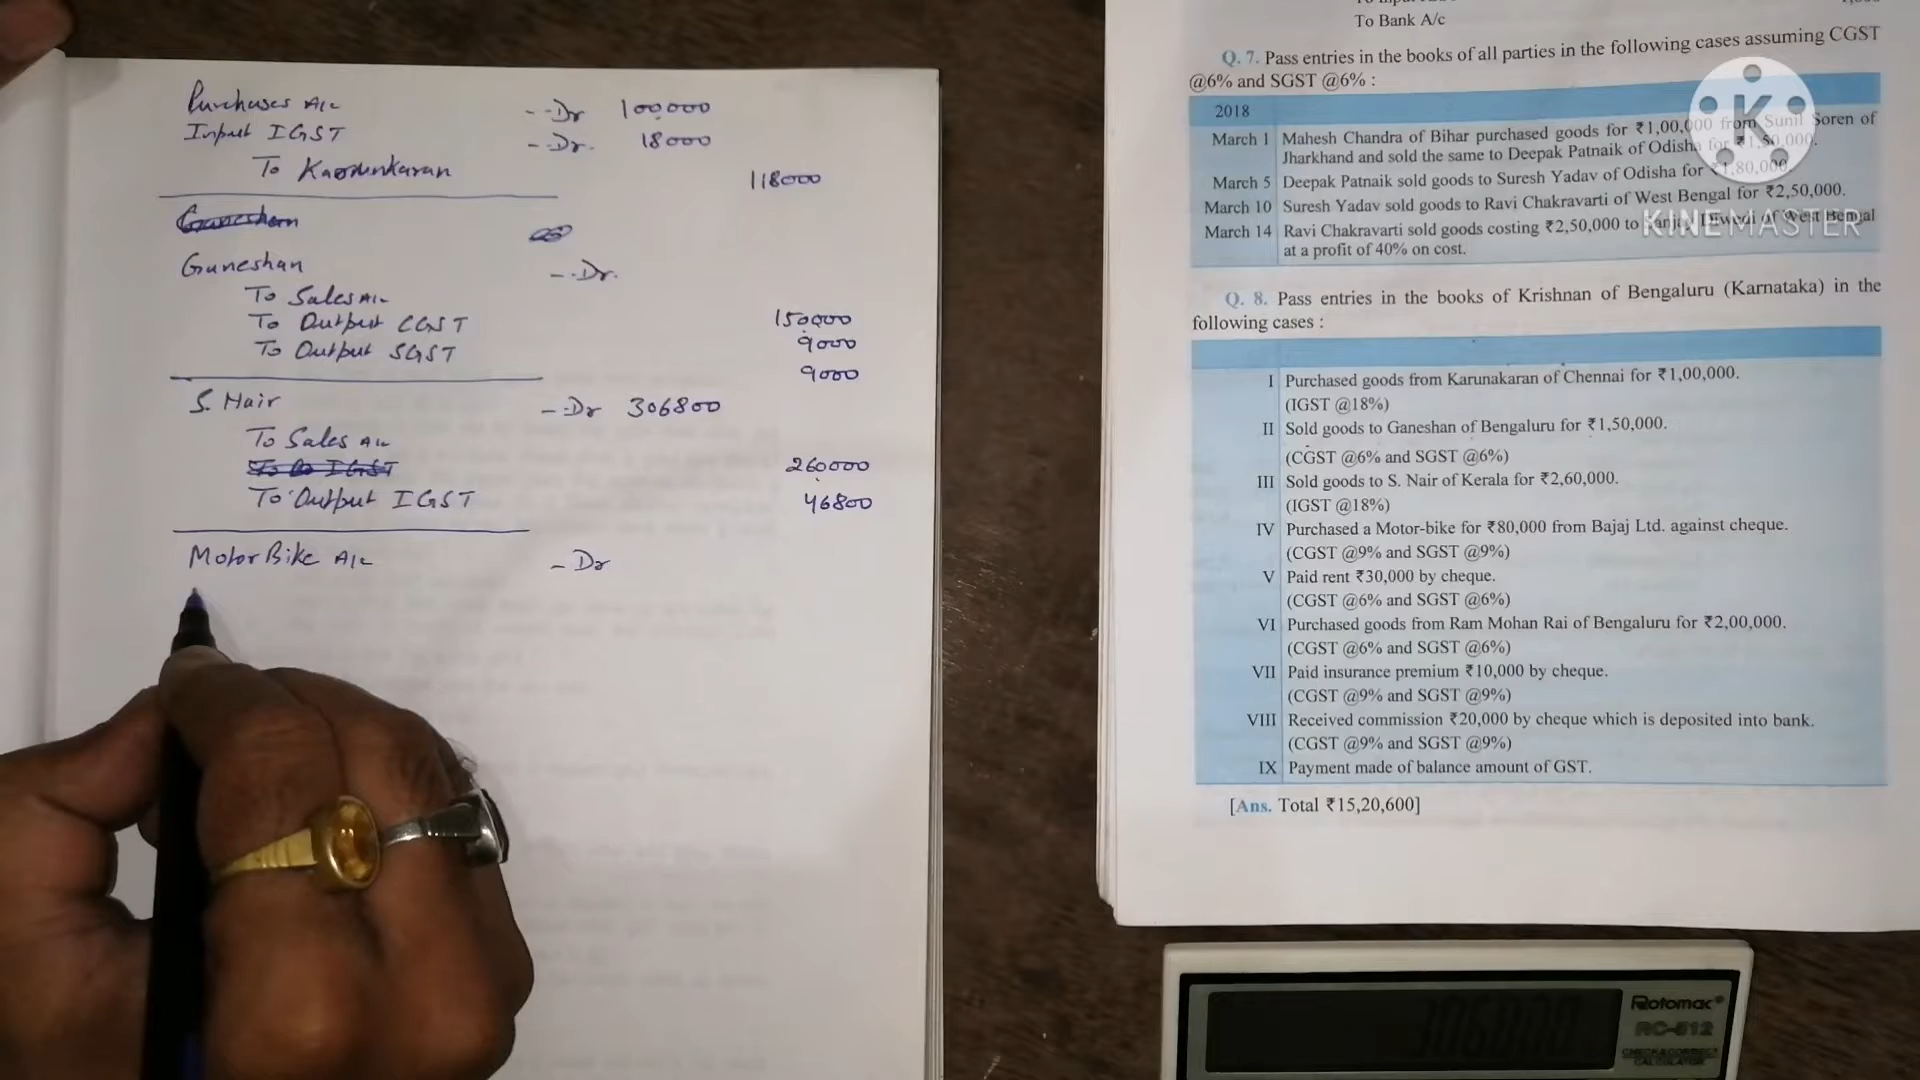 Purchases A/c --Dr 100000
Input IGST --Dr. 18000
To Karunkaran 118000
Ganeshan --Dr.
To Sales A/c 150000
To Output CGST 9000
To Output SGST 9000
S. Nair --Dr 306800
To Sales A/c 260000
To Output IGST 46800
Motor Bike A/c -Dr
To Bank A/c
Q. 7. Pass entries in the books of all parties in the following cases assuming CGST
@6% and SGST @6% :
2018
March 1 Mahesh Chandra of Bihar purchased goods for ₹1,00,000 from Sunil Soren of
Jharkhand and sold the same to Deepak Patnaik of Odisha for ₹1,50,000.
March 5 Deepak Patnaik sold goods to Suresh Yadav of Odisha for ₹1,80,000.
March 10 Suresh Yadav sold goods to Ravi Chakravarti of West Bengal for ₹2,50,000.
March 14 Ravi Chakravarti sold goods costing ₹2,50,000 to Dwivedi of West Bengal
at a profit of 40% on cost.
K
KINEMASTER
Q. 8. Pass entries in the books of Krishnan of Bengaluru (Karnataka) in the
following cases :
I Purchased goods from Karunakaran of Chennai for ₹1,00,000.
(IGST @18%)
II Sold goods to Ganeshan of Bengaluru for ₹1,50,000.
(CGST @6% and SGST @6%)
III Sold goods to S. Nair of Kerala for ₹2,60,000.
(IGST @18%)
IV Purchased a Motor-bike for ₹80,000 from Bajaj Ltd. against cheque.
(CGST @9% and SGST @9%)
V Paid rent ₹30,000 by cheque.
(CGST @6% and SGST @6%)
VI Purchased goods from Ram Mohan Rai of Bengaluru for ₹2,00,000.
(CGST @6% and SGST @6%)
VII Paid insurance premium ₹10,000 by cheque.
(CGST @9% and SGST @9%)
VIII Received commission ₹20,000 by cheque which is deposited into bank.
(CGST @9% and SGST @9%)
IX Payment made of balance amount of GST.
[Ans. Total ₹15,20,600]
306800
Rotomac
RC-512
CHECK & CORRECT
CALCULATOR